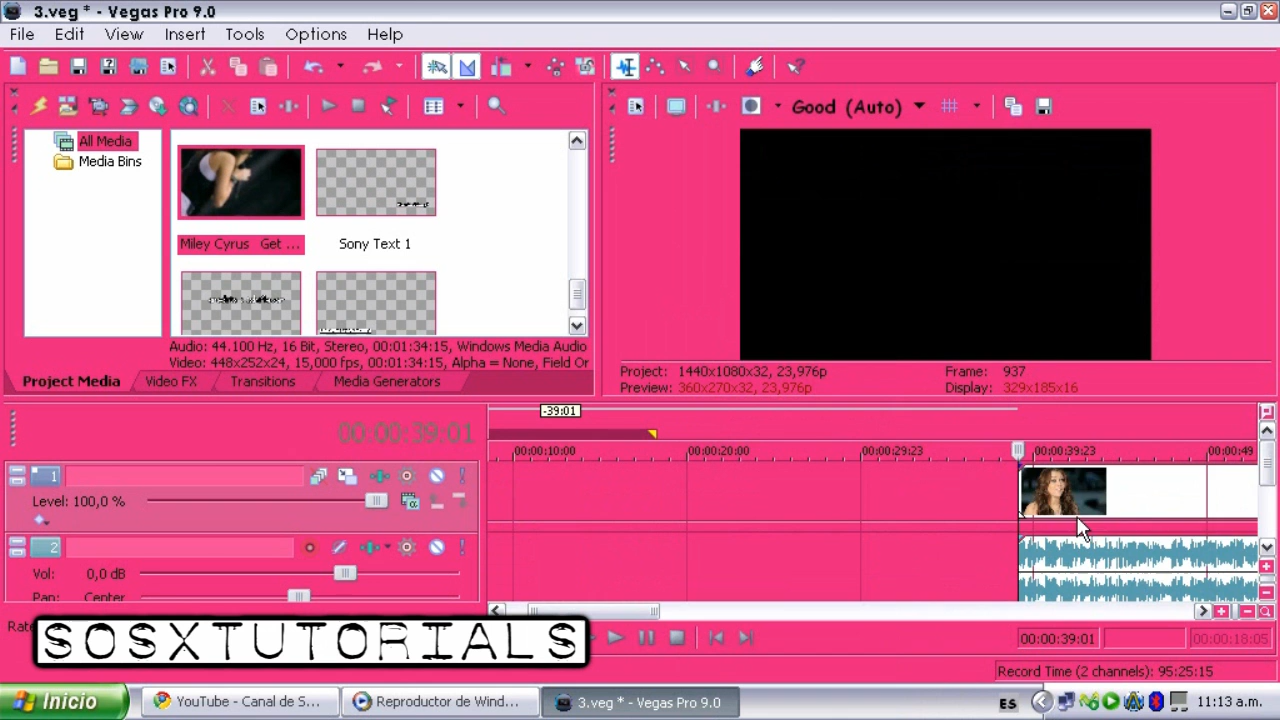 3.veg * - Vegas Pro 9.0
File Edit View Insert Tools Options Help
Good (Auto)
All Media
Media Bins
Miley Cyrus Get ...
Sony Text 1
Audio: 44.100 Hz, 16 Bit, Stereo, 00:01:34:15, Windows Media Audio
Video: 448x252x24, 15,000 fps, 00:01:34:15, Alpha = None, Field Or
Project Media Video FX Transitions Media Generators
Project: 1440x1080x32, 23,976p Frame: 937
Preview: 360x270x32, 23,976p Display: 329x185x16
-39:01
00:00:39:01
00:00:10:00 00:00:20:00 00:00:29:23 00:00:39:23 00:00:49
1
Level: 100,0 %
2
Vol: 0,0 dB
Pan: Center
Rate
SOSXTUTORIALS
00:00:39:01 00:00:18:05
Record Time (2 channels): 95:25:15
Inicio YouTube - Canal de S... Reproductor de Wind... 3.veg * - Vegas Pro 9.0 ES 11:13 a.m.